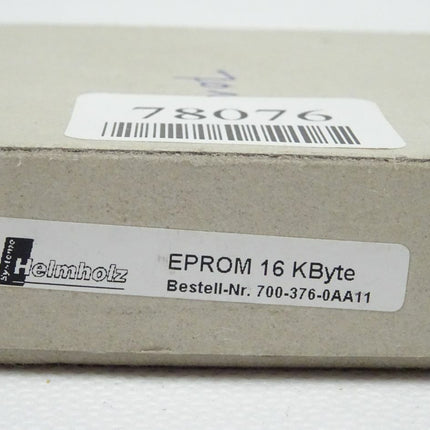 78076
Systeme
Helmholz
EPROM 16 KByte
Bestell-Nr. 700-376-0AA11